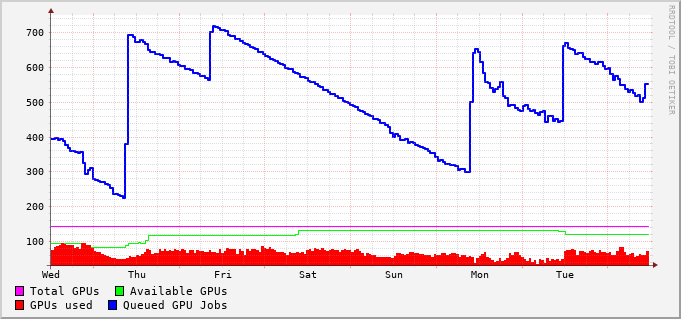 700
600
500
400
300
200
100
Wed Thu Fri Sat Sun Mon Tue
Total GPUs Available GPUs
GPUs used Queued GPU Jobs
RRDTOOL / TOBI OETIKER